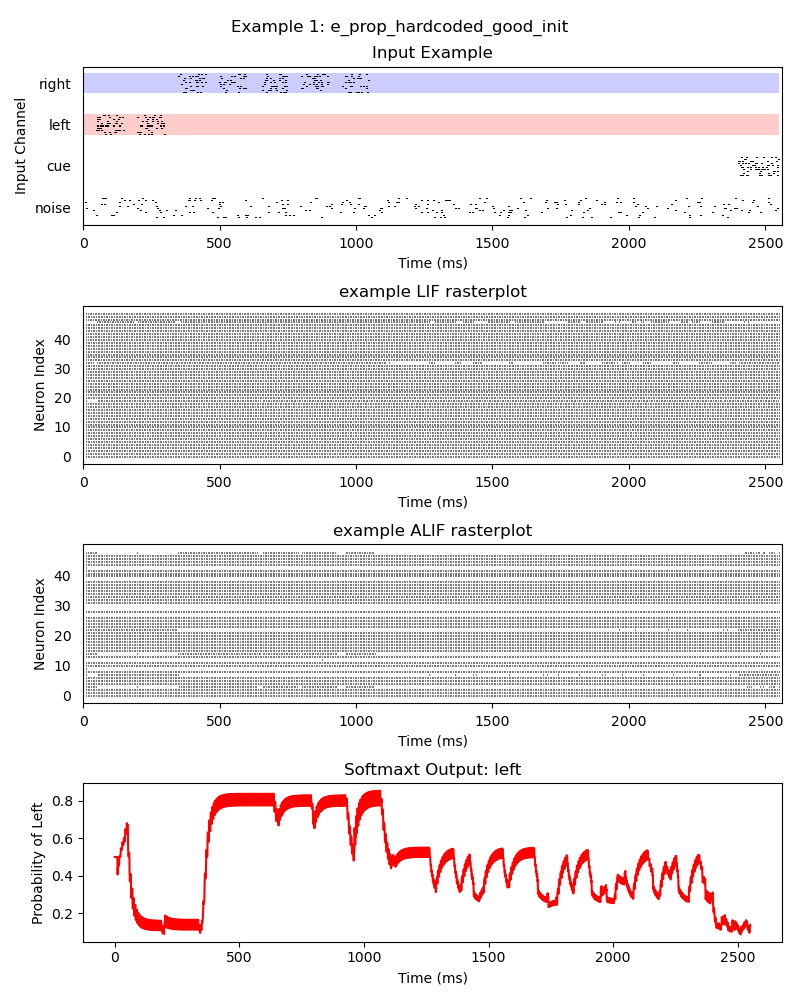 Example 1: e_prop_hardcoded_good_init
Input Example
Input Channel
right
left
cue
noise
0 500 1000 1500 2000 2500
Time (ms)
example LIF rasterplot
Neuron Index
40
30
20
10
0
0 500 1000 1500 2000 2500
Time (ms)
example ALIF rasterplot
Neuron Index
40
30
20
10
0
0 500 1000 1500 2000 2500
Time (ms)
Softmaxt Output: left
Probability of Left
0.8
0.6
0.4
0.2
0 500 1000 1500 2000 2500
Time (ms)